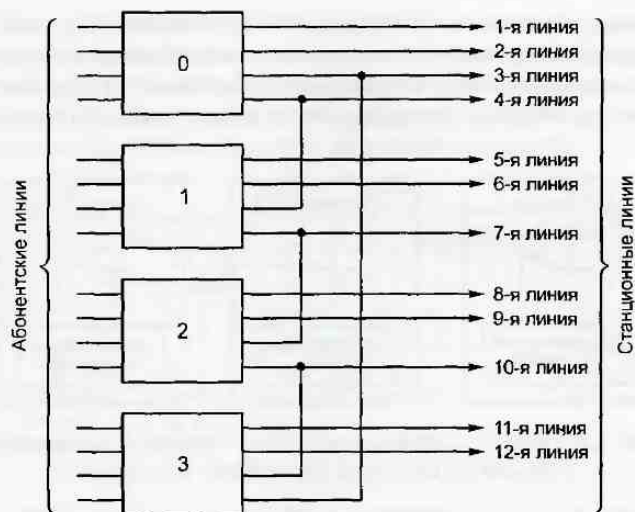 Абонентские линии
0
1
2
3
1-я линия
2-я линия
3-я линия
4-я линия
5-я линия
6-я линия
7-я линия
8-я линия
9-я линия
10-я линия
11-я линия
12-я линия
Станционные линии